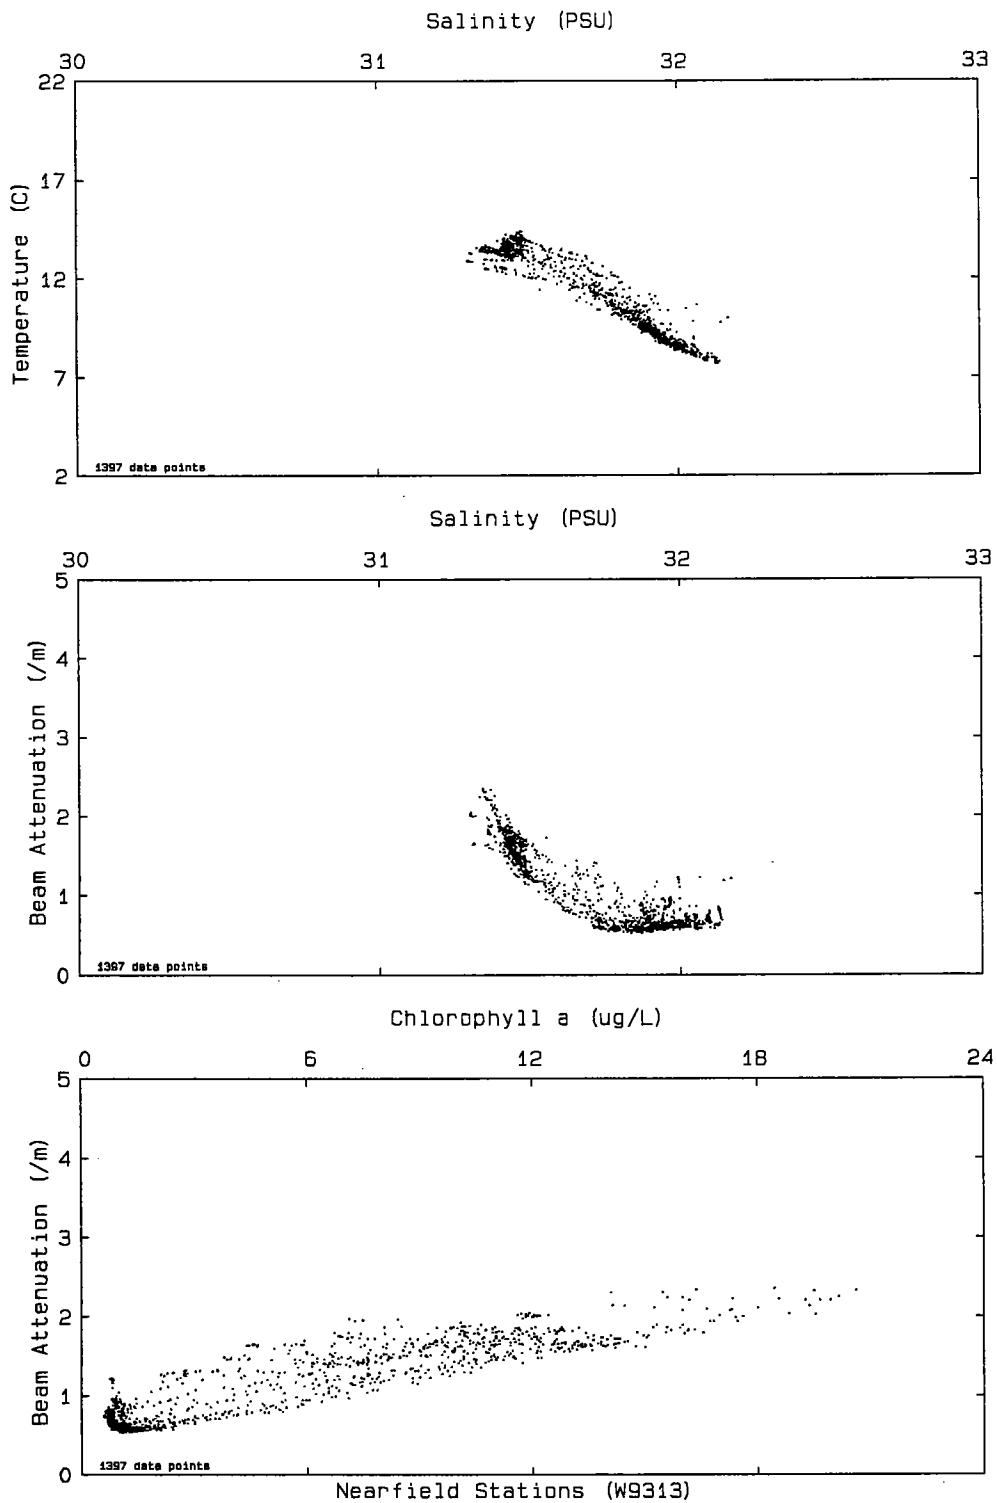 Salinity (PSU)
30 31 32 33
22
17
12
7
2
Temperature (C)
1397 data points
Salinity (PSU)
30 31 32 33
5
4
3
2
1
0
Beam Attenuation (/m)
1397 data points
Chlorophyll a (ug/L)
0 6 12 18 24
5
4
3
2
1
0
Beam Attenuation (/m)
1397 data points
Nearfield Stations (W9313)